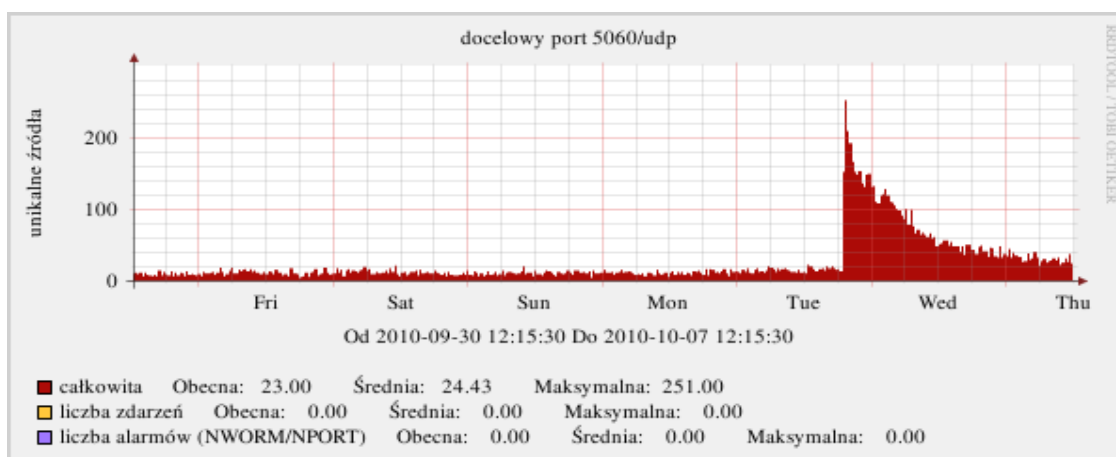 docelowy port 5060/udp
RRDTOOL / TOBI OETIKER
unikalne źródła
200
100
0
Fri Sat Sun Mon Tue Wed Thu
Od 2010-09-30 12:15:30 Do 2010-10-07 12:15:30
całkowita Obecna: 23.00 Średnia: 24.43 Maksymalna: 251.00
liczba zdarzeń Obecna: 0.00 Średnia: 0.00 Maksymalna: 0.00
liczba alarmów (NWORM/NPORT) Obecna: 0.00 Średnia: 0.00 Maksymalna: 0.00